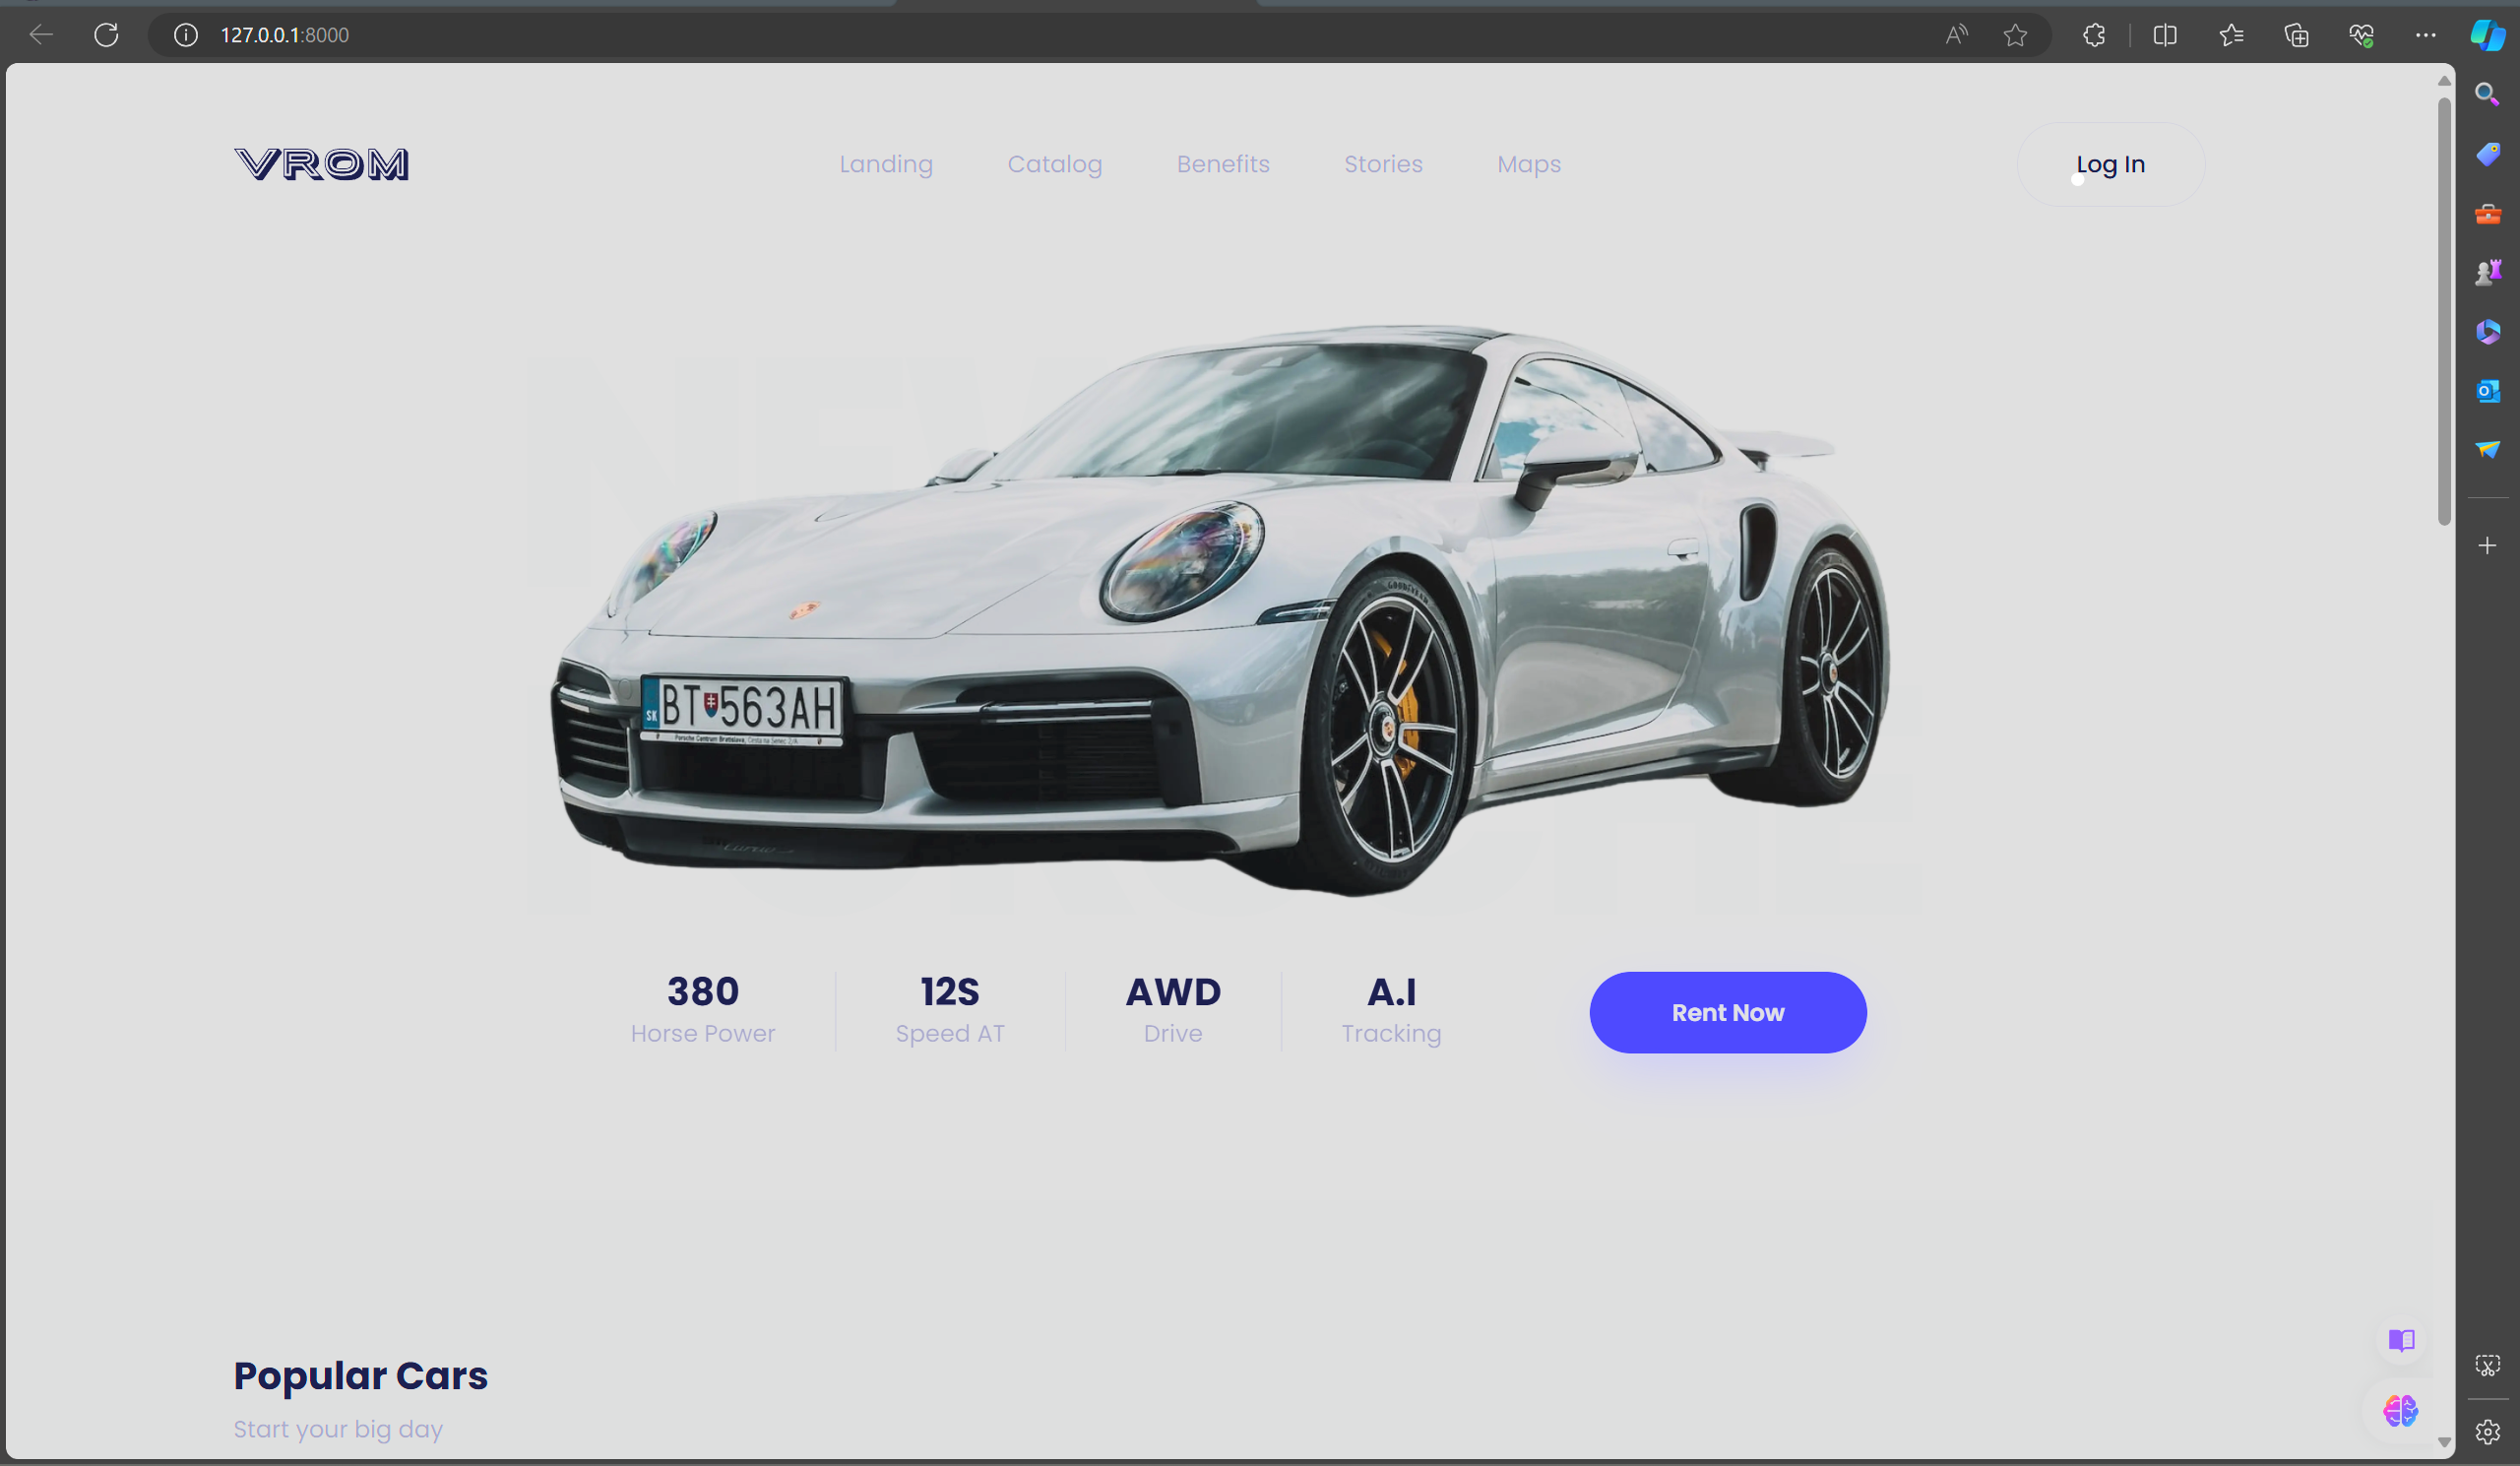 127.0.0.1:8000
VROM
Landing Catalog Benefits Stories Maps Log In
GOODYEAR
SK BT 563AH
Porsche Centrum Bratislava,
380 12S AWD A.I
Horse Power Speed AT Drive Tracking
Rent Now
Popular Cars
Start your big day